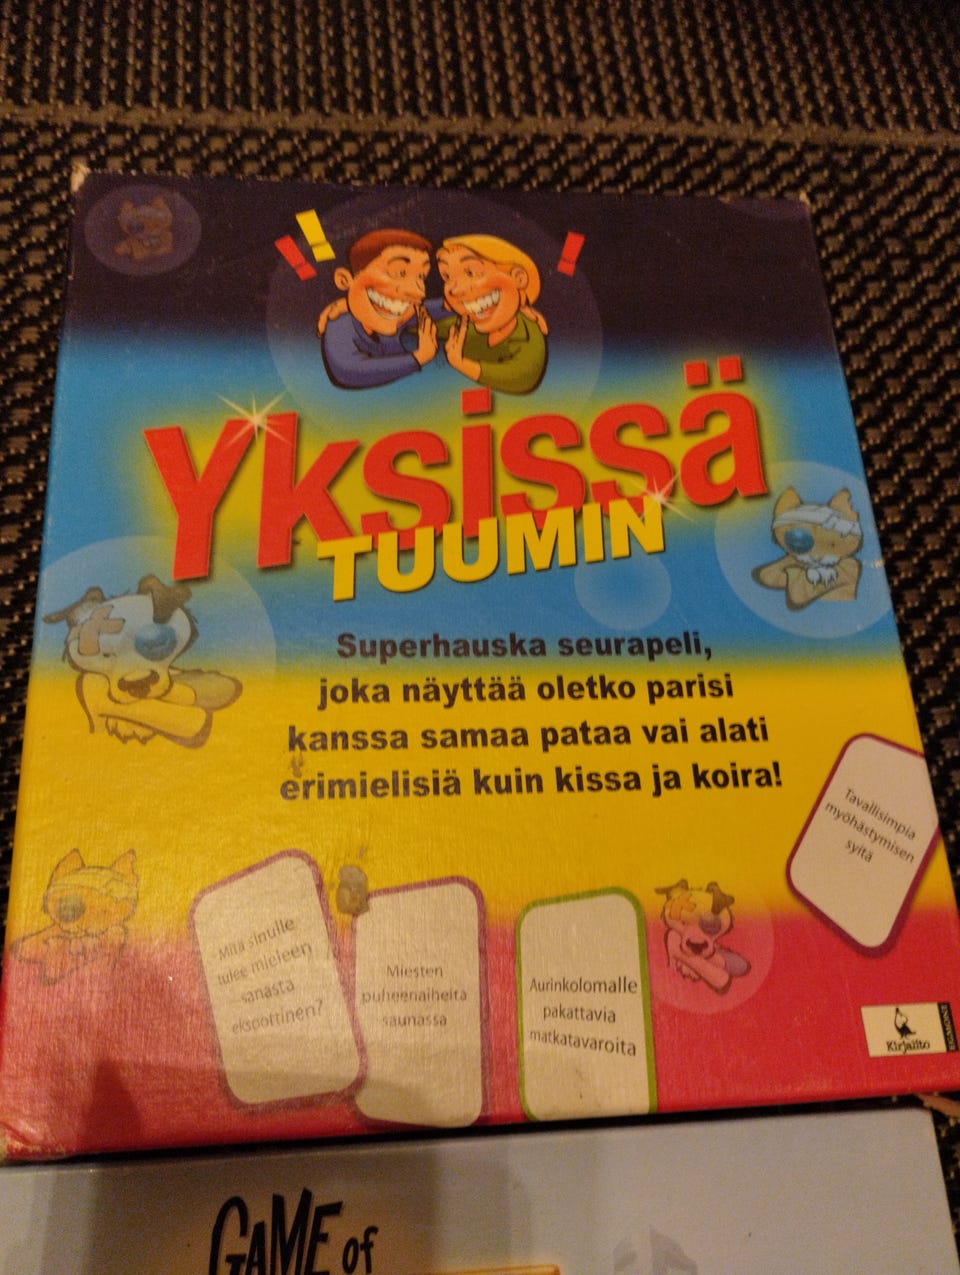 Yksissä
TUUMIN
Superhauska seurapeli,
joka näyttää oletko parisi
kanssa samaa pataa vai alati
erimielisiä kuin kissa ja koira!
Tavallisimpia
myöhästymisen
syitä
Mitä sinulle
tulee mieleen
sanasta
eksoottinen?
Miesten
puheenaiheita
saunassa
Aurinkolomalle
pakattavia
matkatavaroita
Kirjalito
EGMONT
GAME of